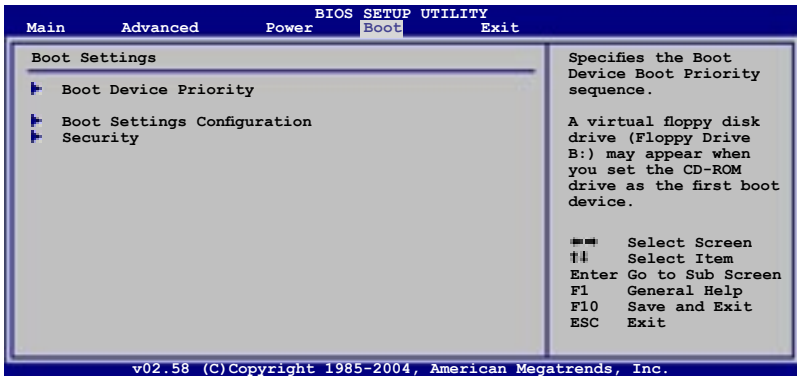 BIOS SETUP UTILITY
Main Advanced Power Boot Exit
Boot Settings
Boot Device Priority
Boot Settings Configuration
Security
Specifies the Boot
Device Boot Priority
sequence.
A virtual floppy disk
drive (Floppy Drive
B:) may appear when
you set the CD-ROM
drive as the first boot
device.
←→ Select Screen
↑↓ Select Item
Enter Go to Sub Screen
F1 General Help
F10 Save and Exit
ESC Exit
v02.58 (C)Copyright 1985-2004, American Megatrends, Inc.